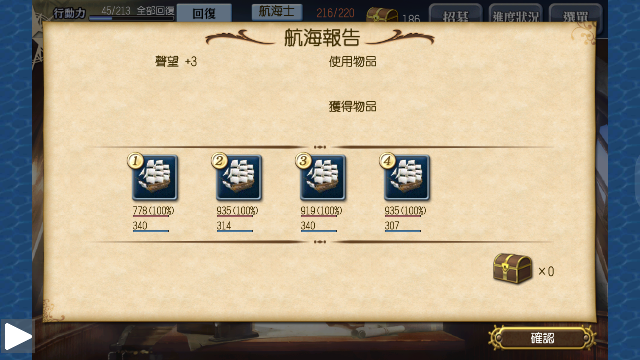 行動力 45/213 全部回復 回復 航海士 216/220 186 招募 進度狀況 選單
航海報告
聲望 +3 使用物品
獲得物品
1 2 3 4
778(100%) 935(100%) 919(100%) 935(100%)
340 314 340 307
×0
確認